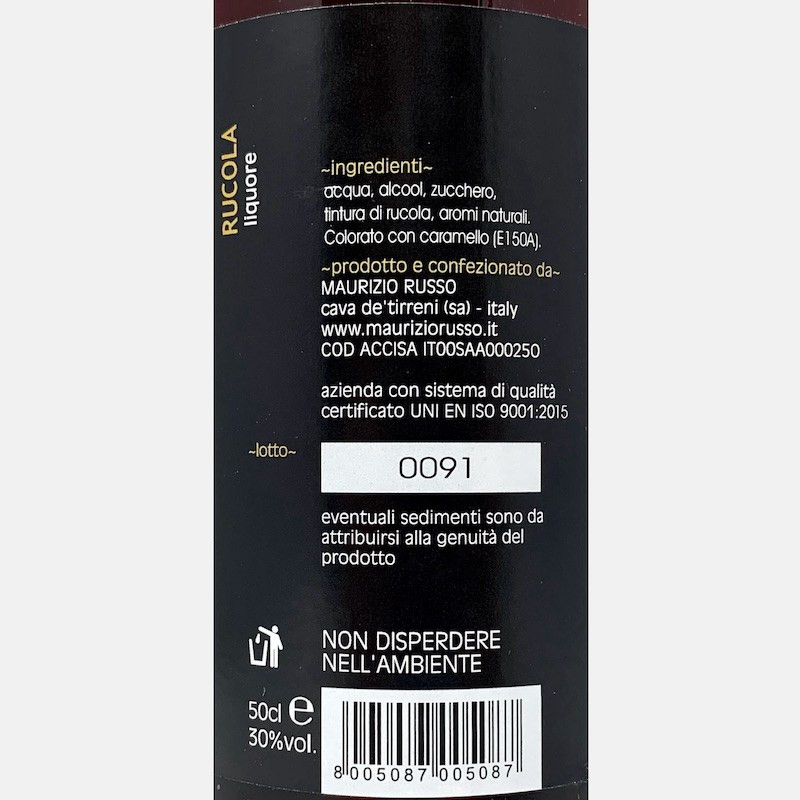 RUCOLA
liquore
~ingredienti~
acqua, alcool, zucchero,
tintura di rucola, aromi naturali.
Colorato con caramello (E150A).
~prodotto e confezionato da~
MAURIZIO RUSSO
cava de'tirreni (sa) - italy
www.mauriziorusso.it
COD ACCISA IT00SAA000250
azienda con sistema di qualità
certificato UNI EN ISO 9001:2015
~lotto~
0091
eventuali sedimenti sono da
attribuirsi alla genuità del
prodotto
NON DISPERDERE
NELL'AMBIENTE
50cl e
30%vol.
8 005087 005087